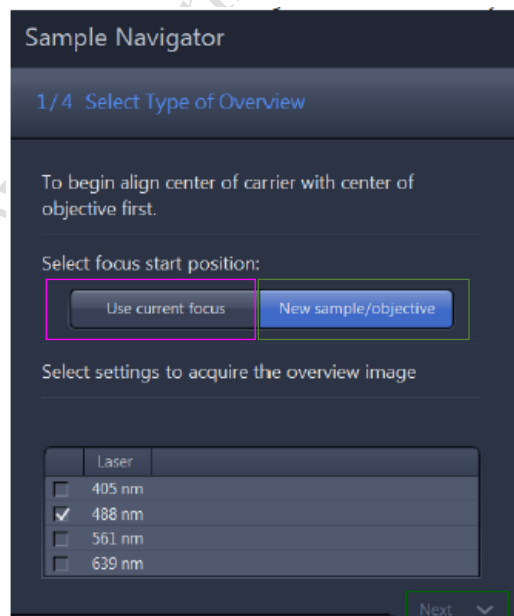 Sample Navigator
1/4 Select Type of Overview
To begin align center of carrier with center of
objective first.
Select focus start position:
Use current focus New sample/objective
Select settings to acquire the overview image
Laser
405 nm
488 nm
561 nm
639 nm
Next